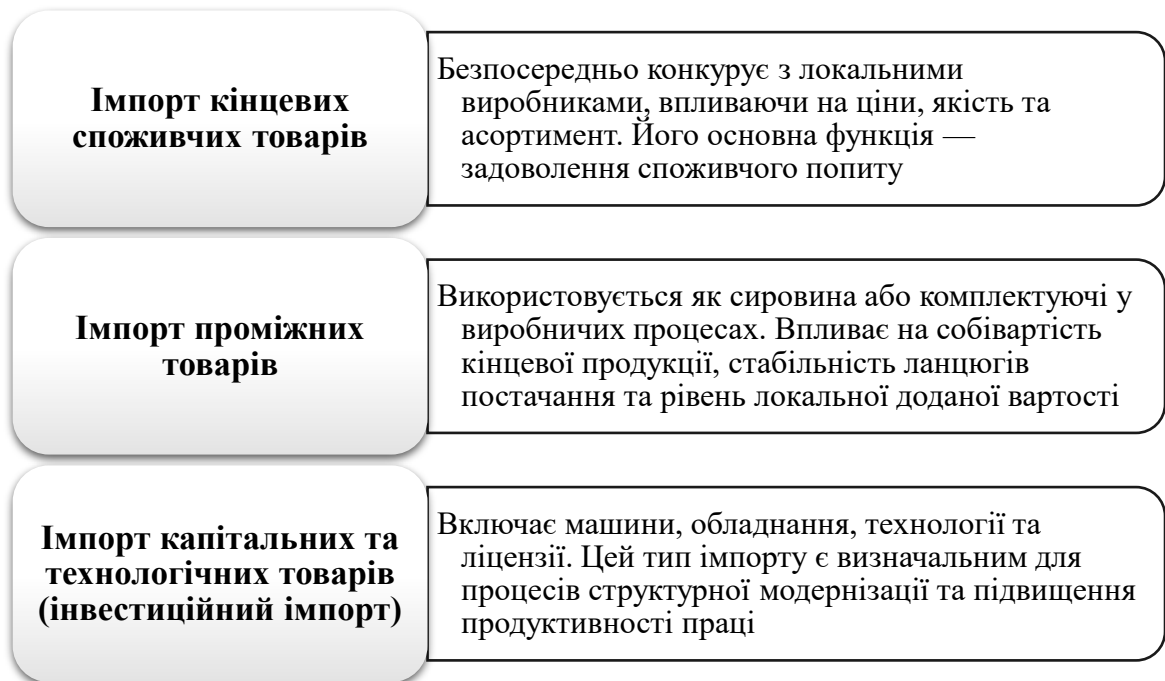 Імпорт кінцевих
споживчих товарів
Безпосередньо конкурує з локальними
виробниками, впливаючи на ціни, якість та
асортимент. Його основна функція —
задоволення споживчого попиту
Імпорт проміжних
товарів
Використовується як сировина або комплектуючі у
виробничих процесах. Впливає на собівартість
кінцевої продукції, стабільність ланцюгів
постачання та рівень локальної доданої вартості
Імпорт капітальних та
технологічних товарів
(інвестиційний імпорт)
Включає машини, обладнання, технології та
ліцензії. Цей тип імпорту є визначальним для
процесів структурної модернізації та підвищення
продуктивності праці